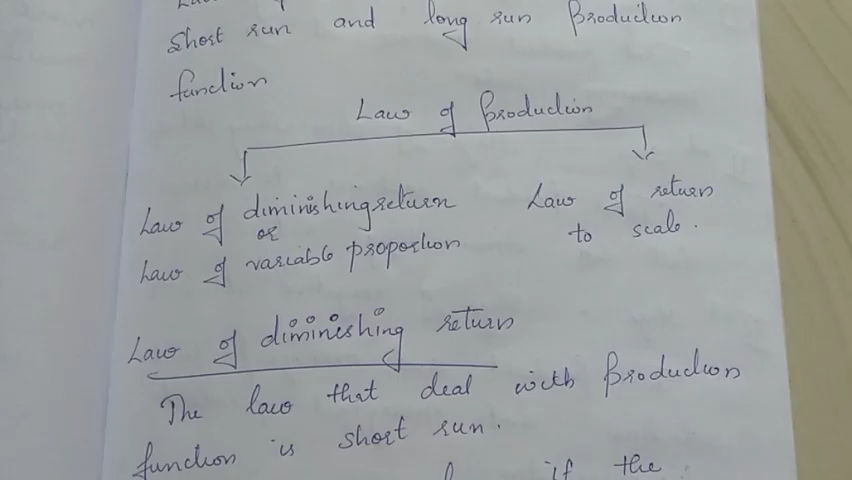 short run and long run production
function
Law of production
Law of diminishing return
or
Law of variable proportion
Law of return
to scale.
Law of diminishing return
The law that deal with production
function is short run.
if the